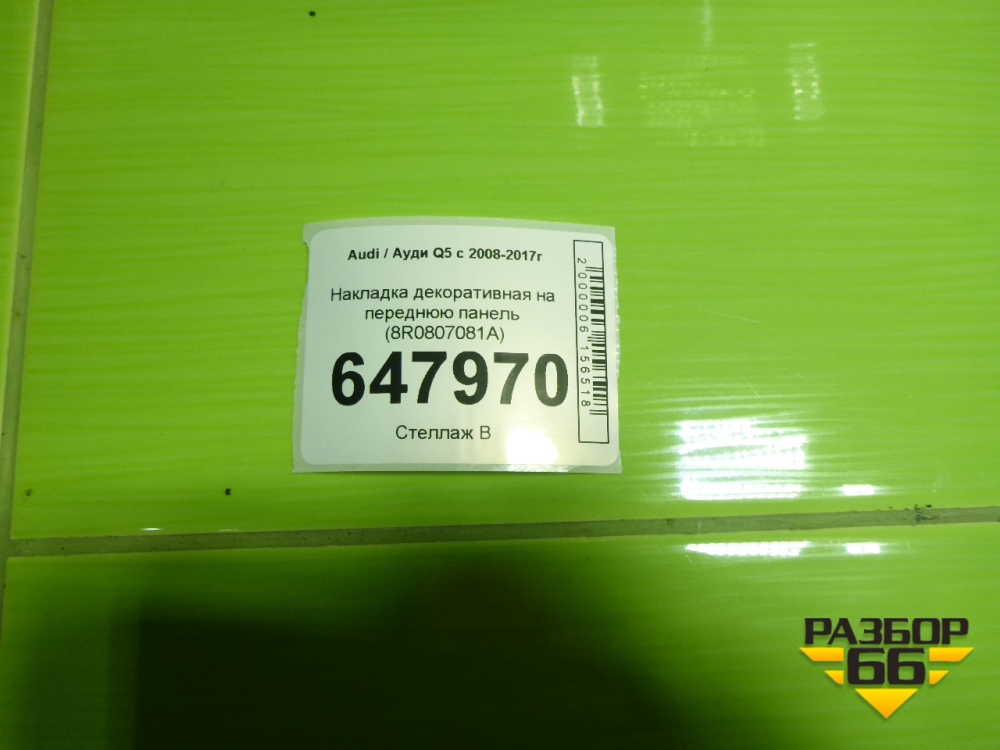 Audi / Ауди Q5 с 2008-2017г
Накладка декоративная на
переднюю панель
(8R0807081A)
647970
Стеллаж В
2000006156518
РАЗБОР
66